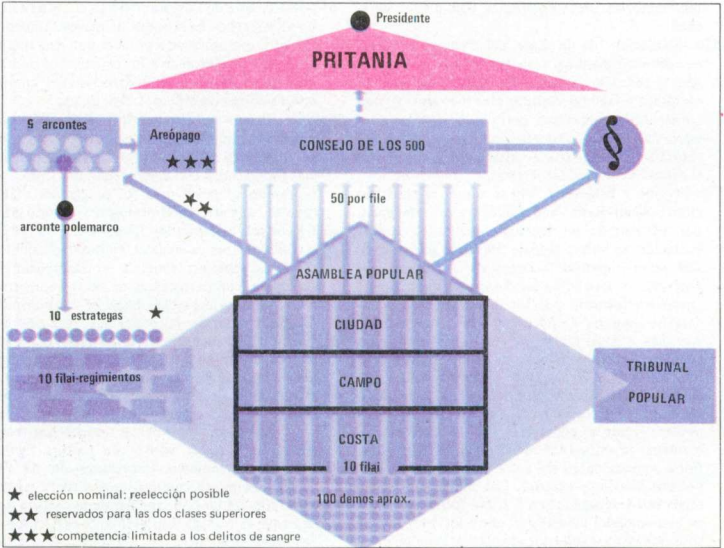 Presidente
PRITANIA
arcontes
Areópago
★★★
CONSEJO DE LOS 500
§
★★
50 por file
arconte polemarco
ASAMBLEA POPULAR
10 estrategas ★
CIUDAD
10 filai-regimientos
CAMPO
TRIBUNAL
POPULAR
COSTA
10 filai
100 demos aprox.
★ elección nominal: reelección posible
★★ reservados para las dos clases superiores
★★★ competencia limitada a los delitos de sangre